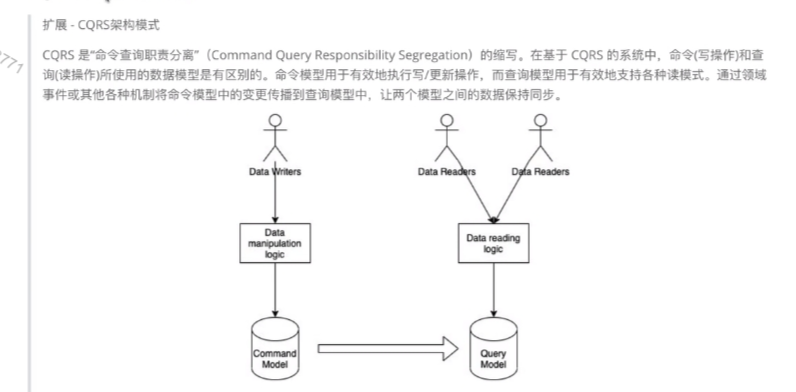 扩展 - CQRS架构模式
CQRS 是“命令查询职责分离”（Command Query Responsibility Segregation）的缩写。在基于 CQRS 的系统中，命令(写操作)和查
询(读操作)所使用的数据模型是有区别的。命令模型用于有效地执行写/更新操作，而查询模型用于有效地支持各种读模式。通过领域
事件或其他各种机制将命令模型中的变更传播到查询模型中，让两个模型之间的数据保持同步。
Data Writers
Data Readers
Data Readers
Data
manipulation
logic
Data reading
logic
Command
Model
Query
Model